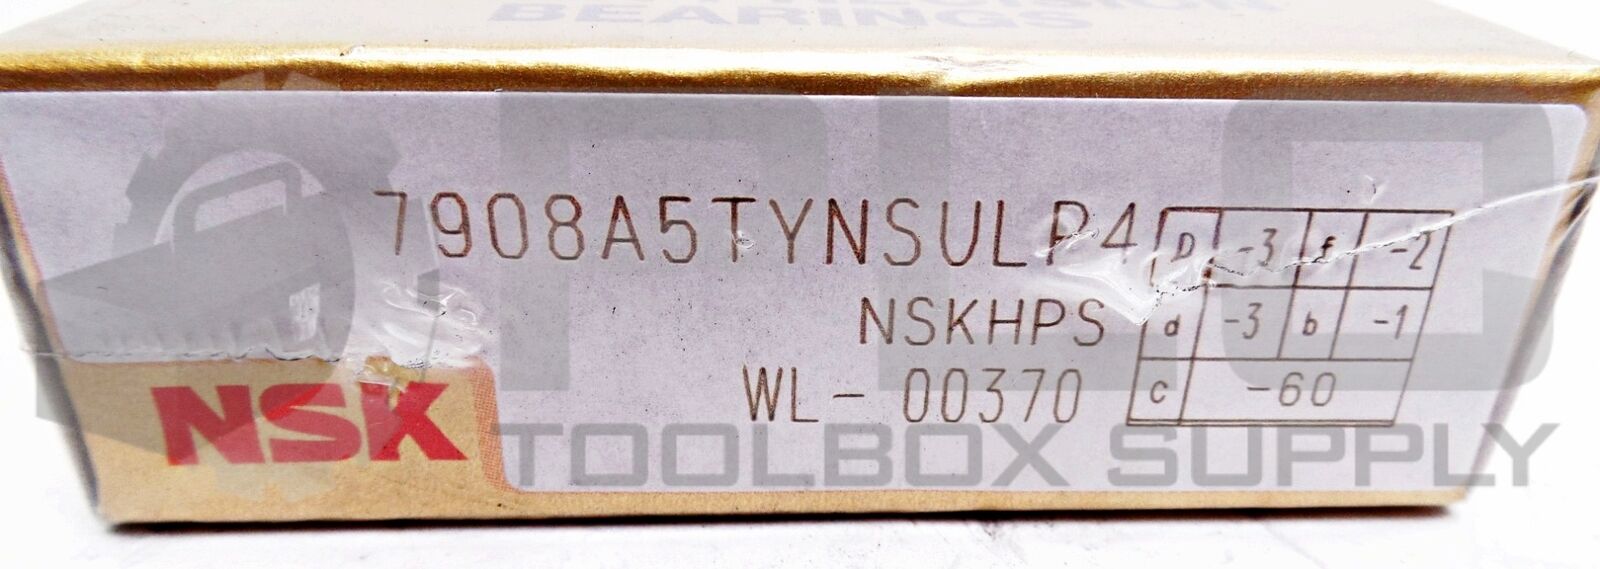 BEARINGS
7908A5TYNSULP4
D -3 f -2
NSKHPS
d -3 b -1
WL- 00370
c -60
NSK
TOOLBOX SUPPLY